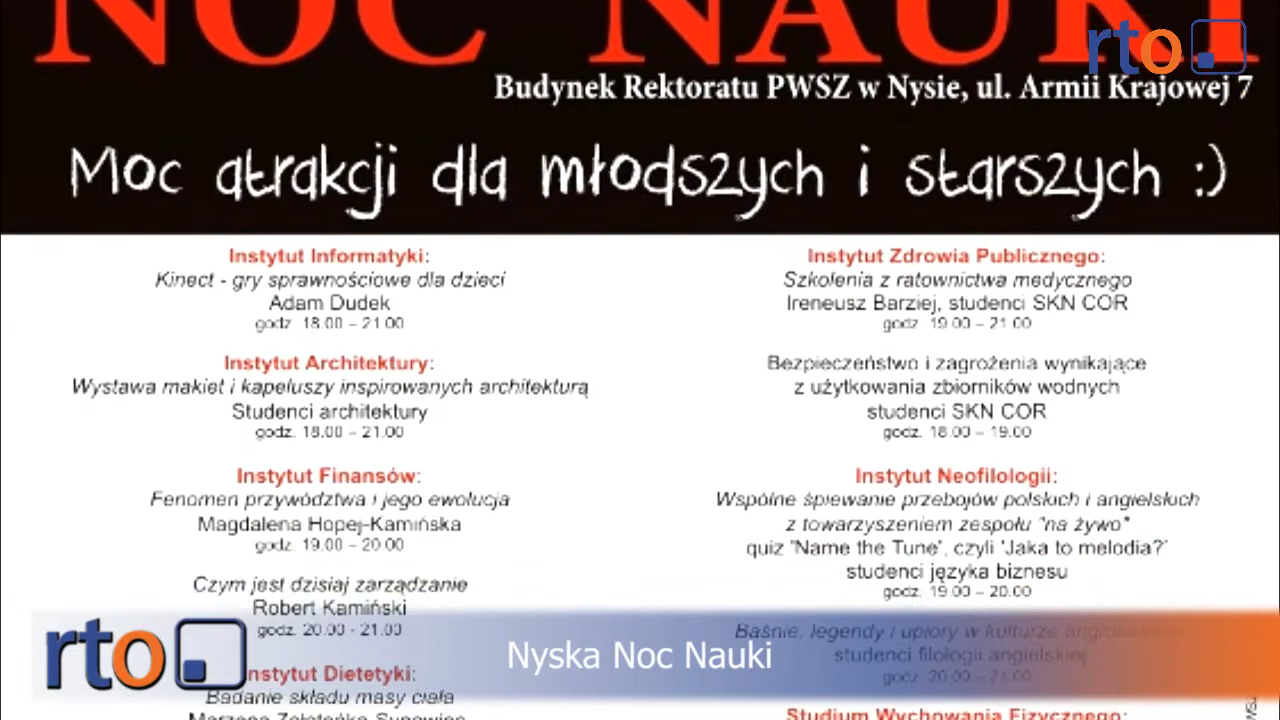 NOC NAUKI
rto
Budynek Rektoratu PWSZ w Nysie, ul. Armii Krajowej 7
Moc atrakcji dla młodszych i starszych :)
Instytut Informatyki:
Kinect - gry sprawnościowe dla dzieci
Adam Dudek
godz. 18.00 – 21.00
Instytut Architektury:
Wystawa makiet i kapeluszy inspirowanych architekturą
Studenci architektury
godz. 18.00 – 21.00
Instytut Finansów:
Fenomen przywództwa i jego ewolucja
Magdalena Hopej-Kamińska
godz. 19.00 – 20.00
Czym jest dzisiaj zarządzanie
Robert Kamiński
godz. 20.00 - 21.00
Instytut Dietetyki:
Badanie składu masy ciała
Instytut Zdrowia Publicznego:
Szkolenia z ratownictwa medycznego
Ireneusz Barziej, studenci SKN COR
godz. 19.00 – 21.00
Bezpieczeństwo i zagrożenia wynikające
z użytkowania zbiorników wodnych
studenci SKN COR
godz. 18.00 – 19.00
Instytut Neofilologii:
Wspólne śpiewanie przebojów polskich i angielskich
z towarzyszeniem zespołu "na żywo"
quiz "Name the Tune", czyli "Jaka to melodia?"
studenci języka biznesu
godz. 19.00 – 20.00
Baśnie, legendy i upiory w kulturze
studenci filologii angielskiej
godz. 20.00 – 21.00
Studium Wychowania Fizycznego:
rto
Nyska Noc Nauki